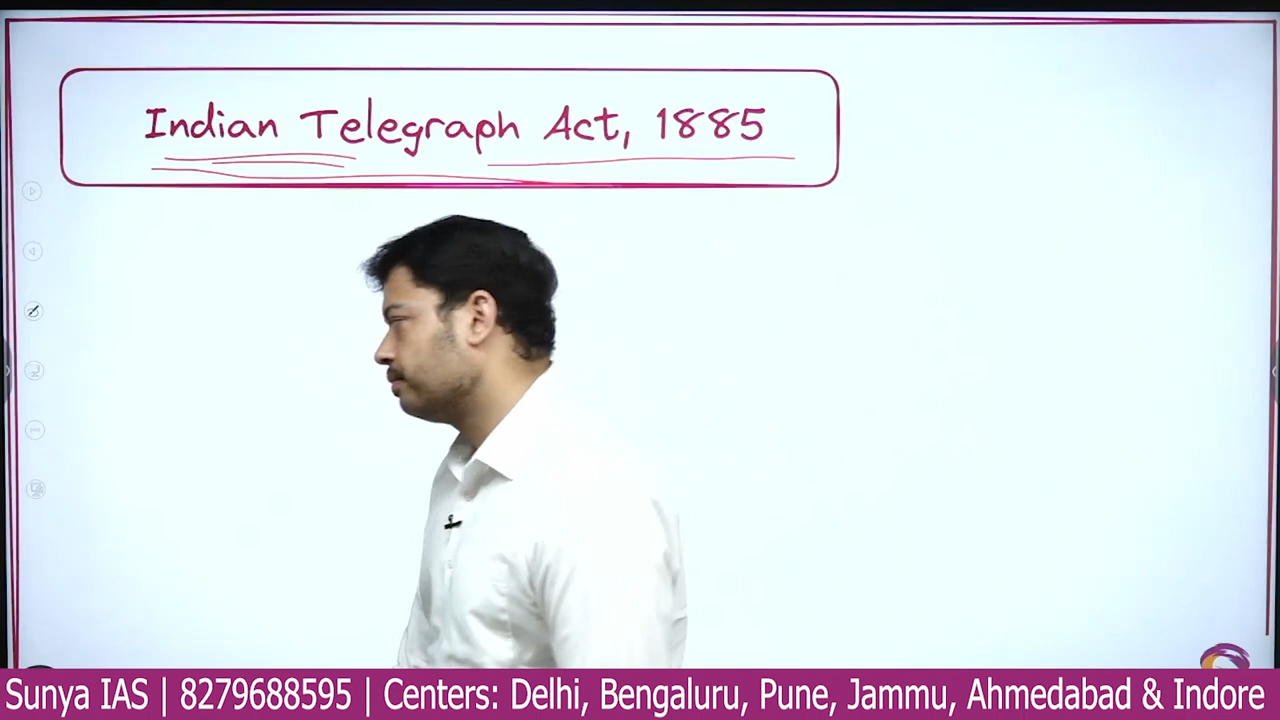 Indian Telegraph Act, 1885
Sunya IAS | 8279688595 | Centers: Delhi, Bengaluru, Pune, Jammu, Ahmedabad & Indore